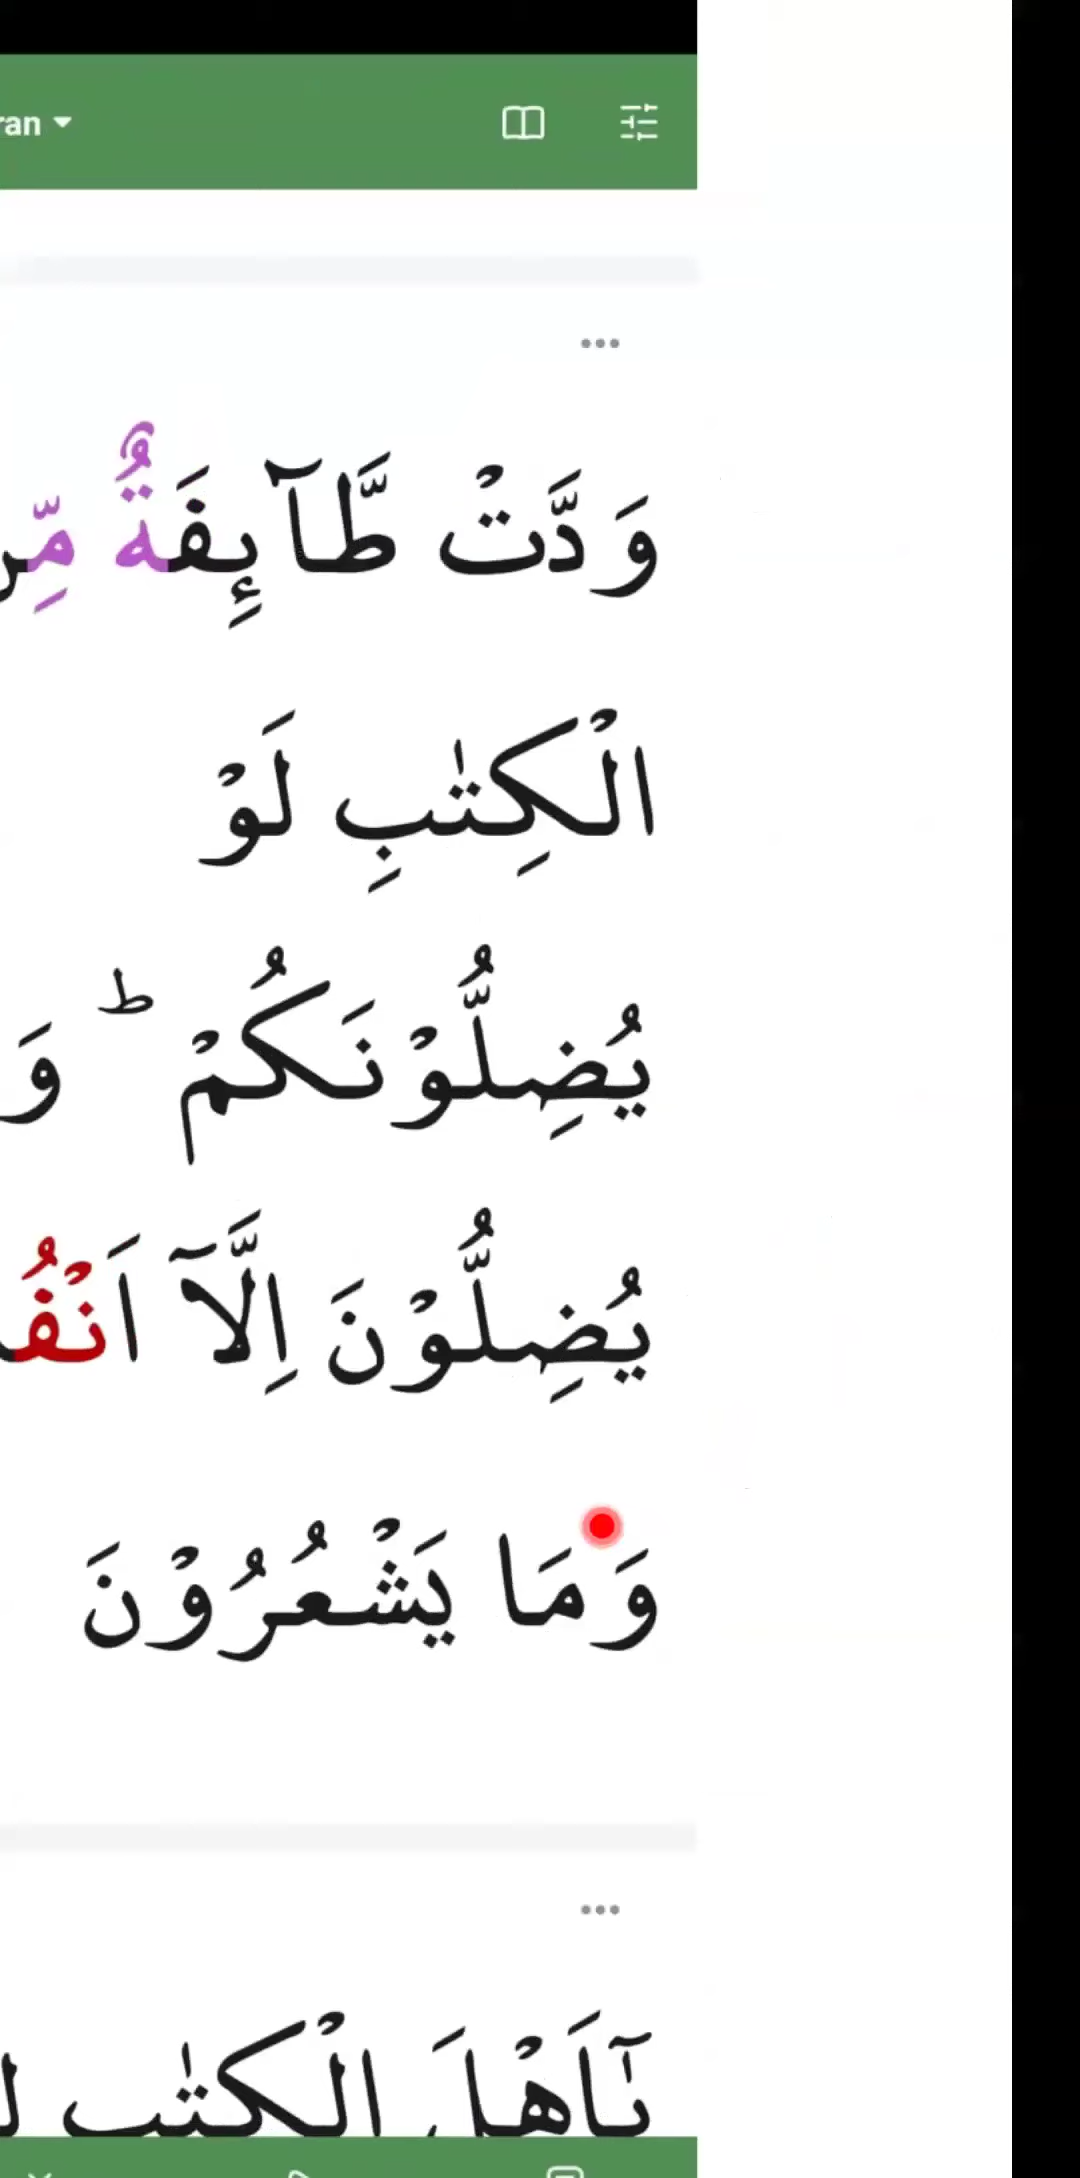 ran
وَدَّتْ طَّآئِفَةٌ مِّن
الْكِتٰبِ لَوْ
يُضِلُّوْنَكُمْ ؕ وَ
يُضِلُّوْنَ اِلَّآ اَنْفُ
وَمَا يَشْعُرُوْنَ
يٰٓاَهْلَ الْكِتٰبِ